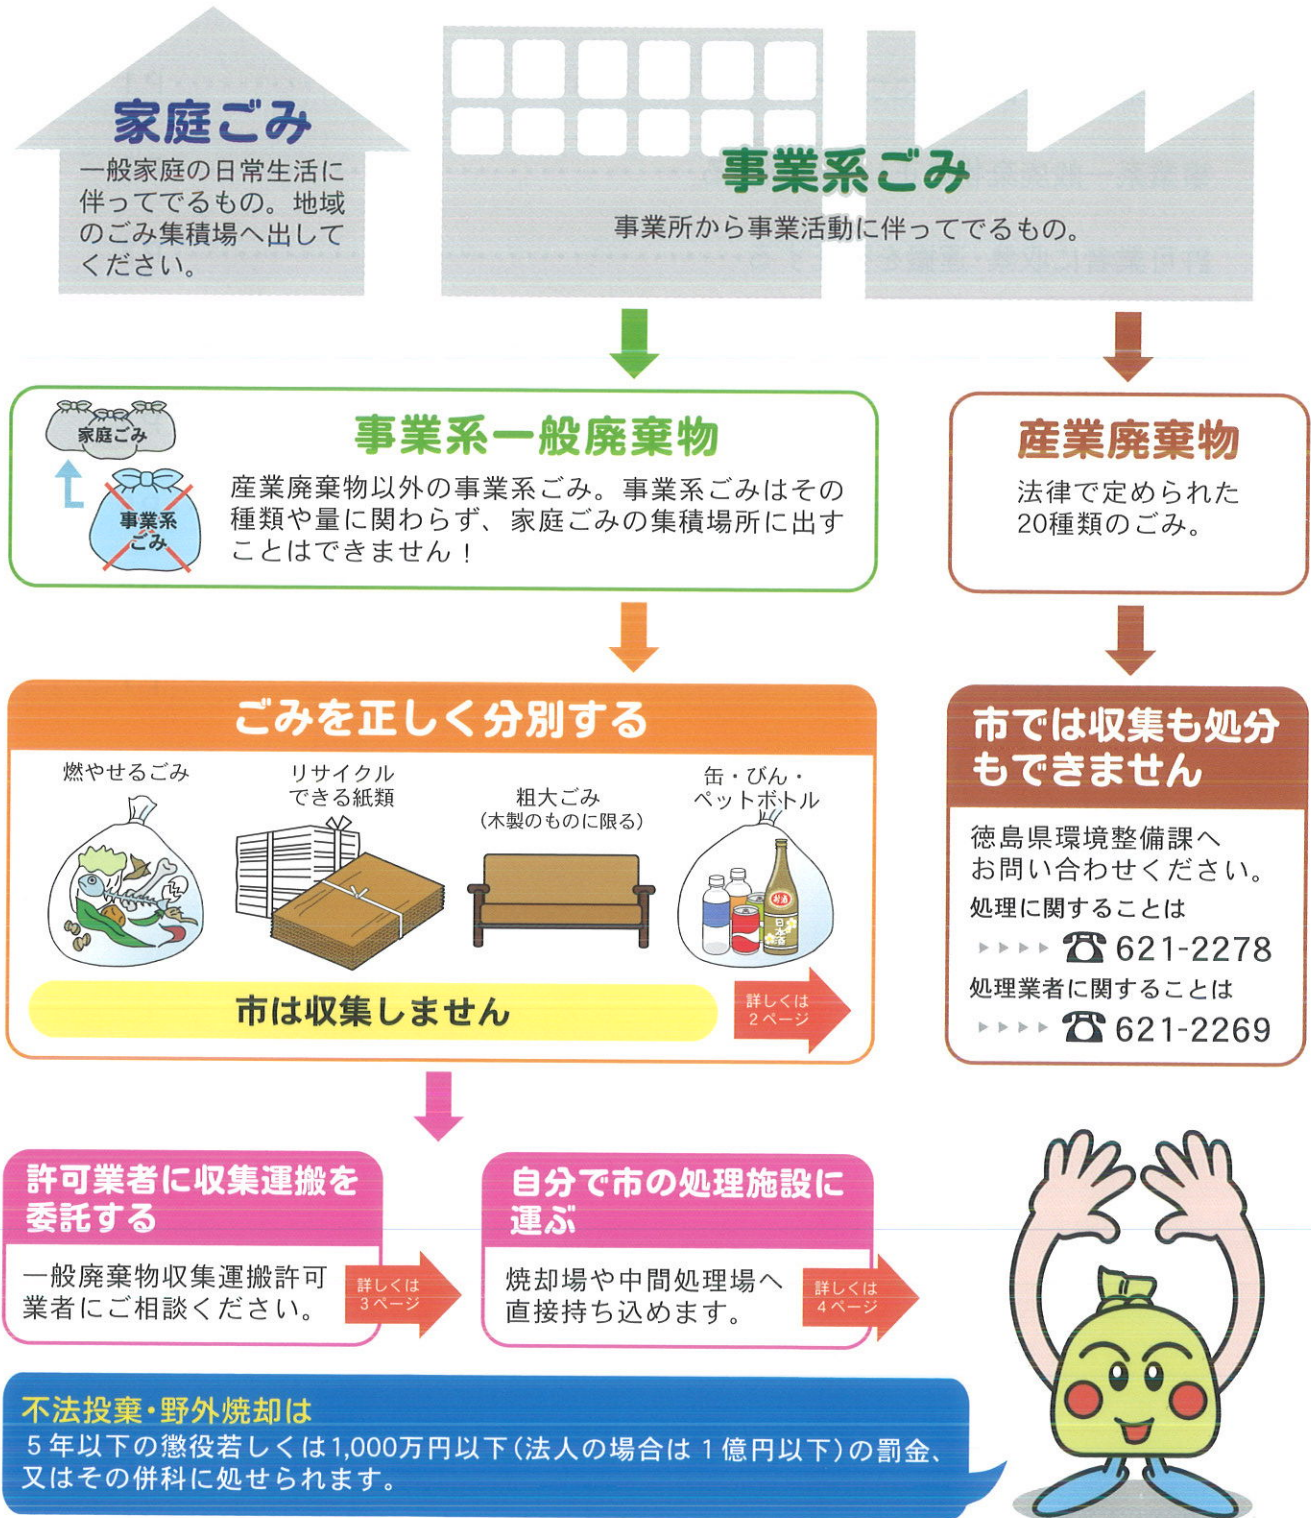 家庭ごみ
一般家庭の日常生活に
伴ってでるもの。地域
のごみ集積場へ出して
ください。
事業系ごみ
事業所から事業活動に伴ってでるもの。
家庭ごみ
事業系
ごみ
事業系一般廃棄物
産業廃棄物以外の事業系ごみ。事業系ごみはその
種類や量に関わらず、家庭ごみの集積場所に出す
ことはできません！
産業廃棄物
法律で定められた
20種類のごみ。
ごみを正しく分別する
燃やせるごみ
リサイクル
できる紙類
粗大ごみ
(木製のものに限る)
缶・びん・
ペットボトル
日本酒
市は収集しません
詳しくは
2ページ
市では収集も処分
もできません
徳島県環境整備課へ
お問い合わせください。
処理に関することは
☎ 621-2278
処理業者に関することは
☎ 621-2269
許可業者に収集運搬を
委託する
一般廃棄物収集運搬許可
業者にご相談ください。
詳しくは
3ページ
自分で市の処理施設に
運ぶ
焼却場や中間処理場へ
直接持ち込めます。
詳しくは
4ページ
不法投棄・野外焼却は
5年以下の懲役若しくは1,000万円以下(法人の場合は1億円以下)の罰金、
又はその併科に処せられます。